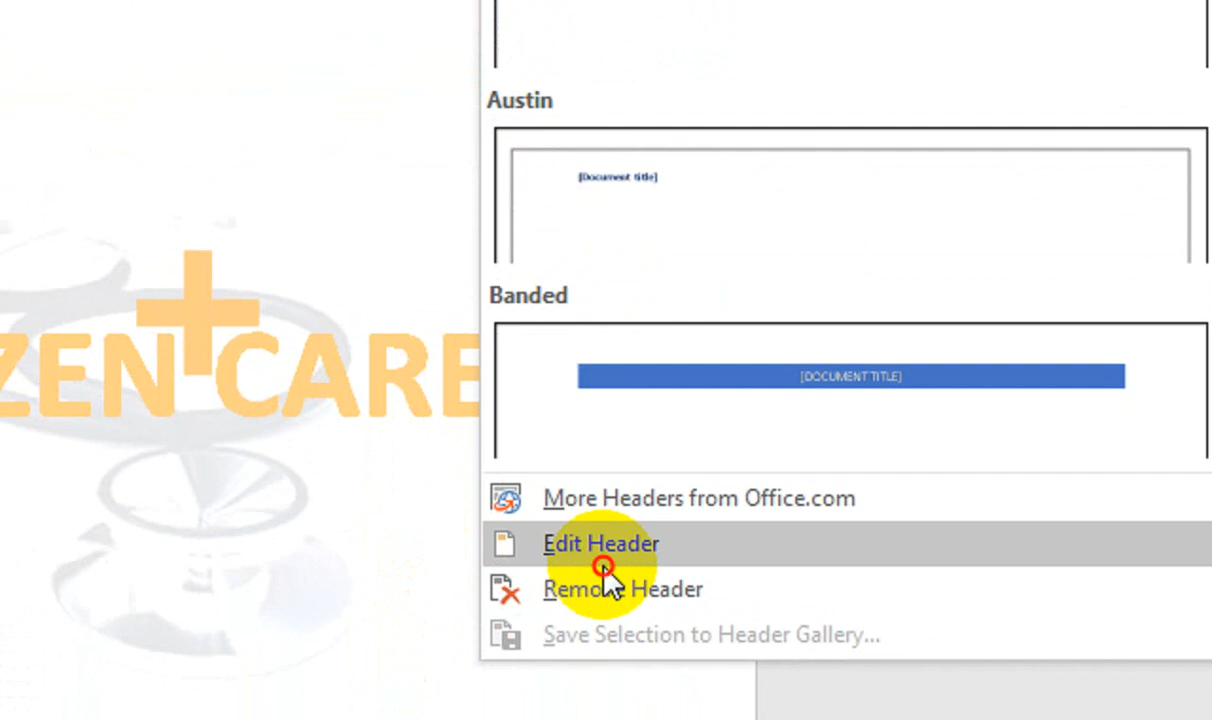 Austin
[Document title]
Banded
[DOCUMENT TITLE]
ZEN CARE
More Headers from Office.com
Edit Header
Remove Header
Save Selection to Header Gallery...